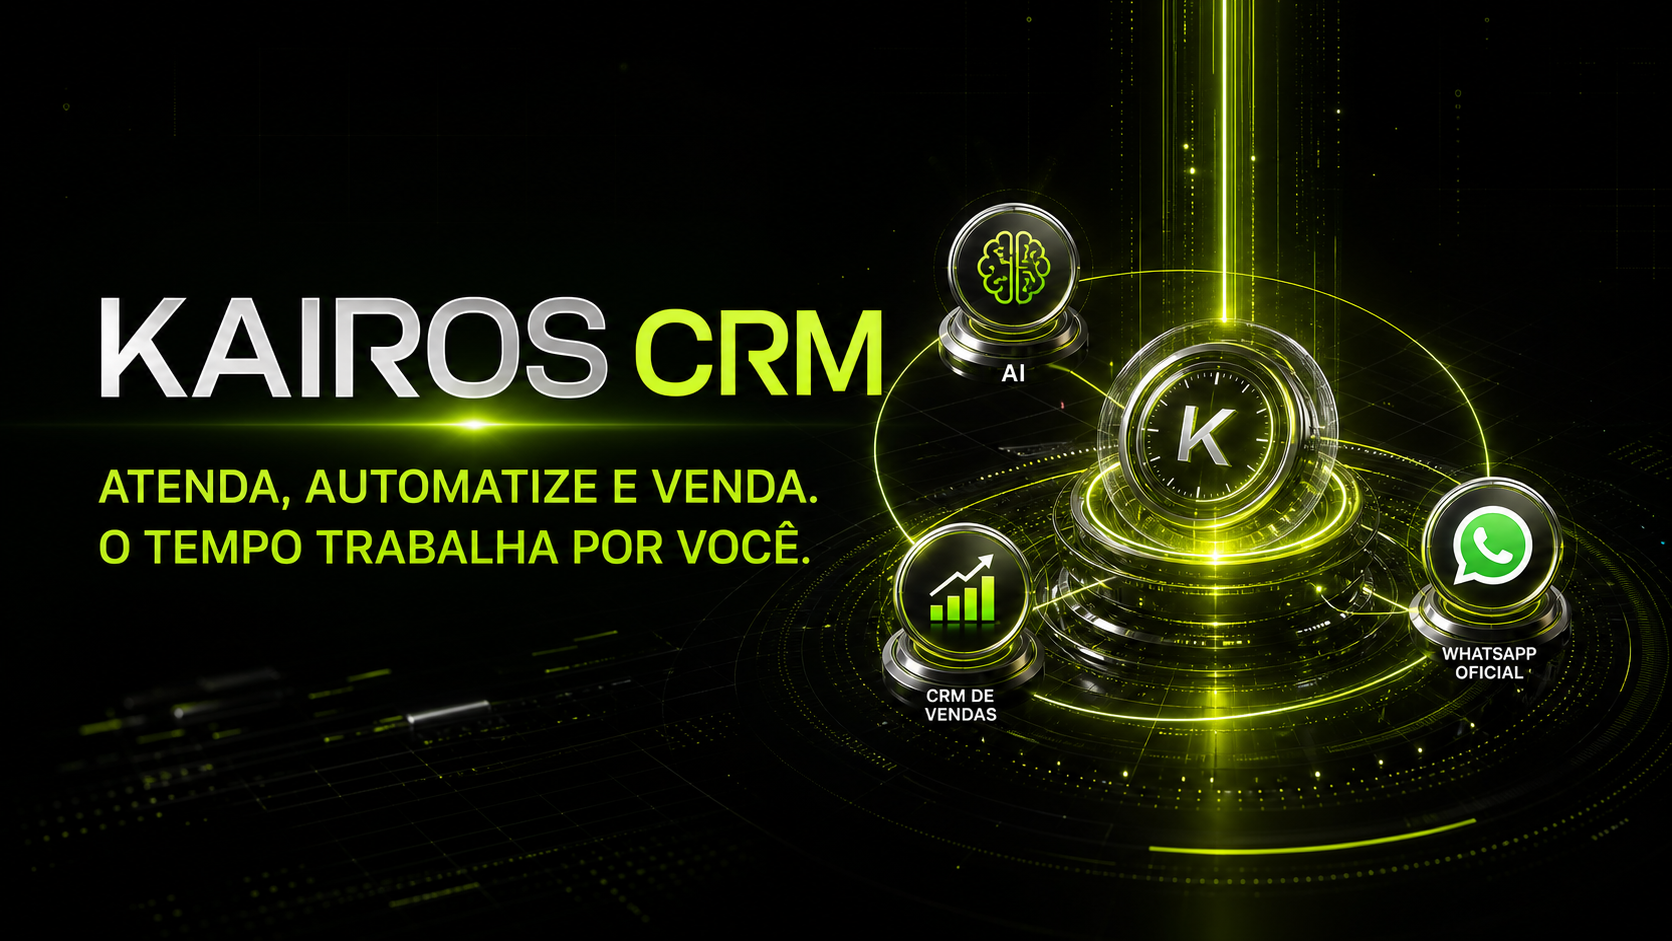 KAIROS CRM
ATENDA, AUTOMATIZE E VENDA.
O TEMPO TRABALHA POR VOCÊ.
AI
K
CRM DE
VENDAS
WHATSAPP
OFICIAL